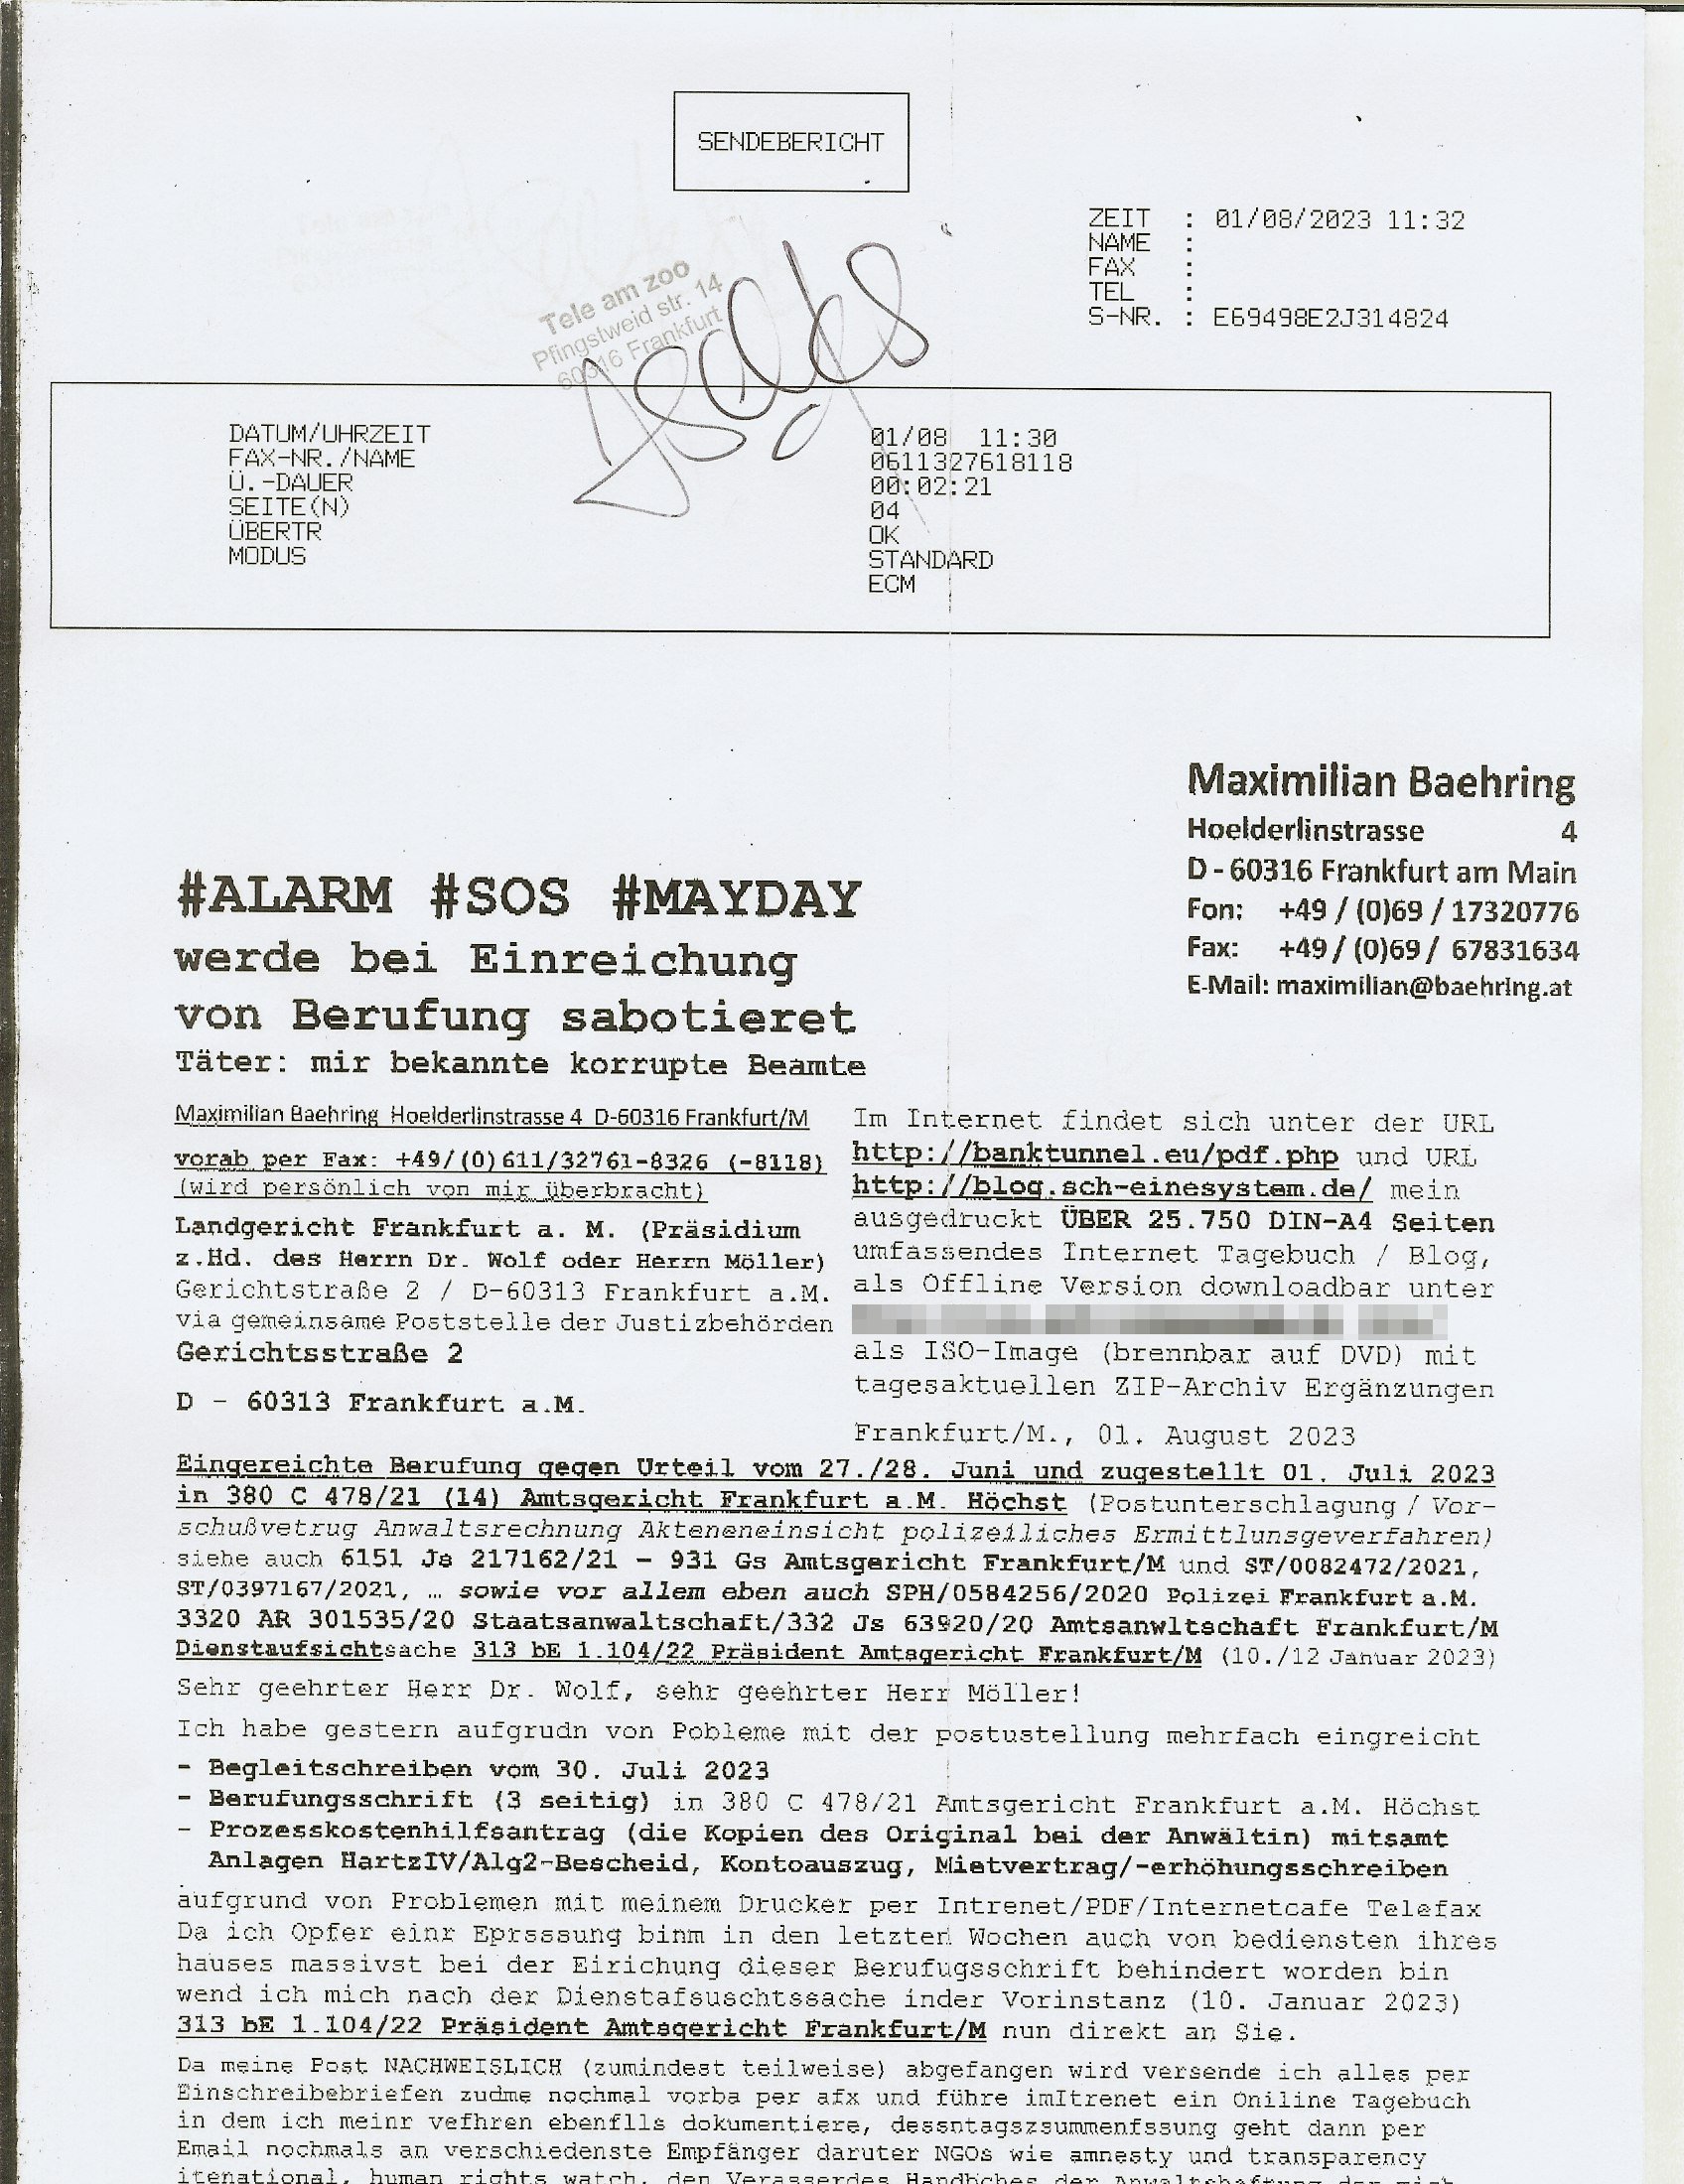 SENDEBERICHT
ZEIT : 01/08/2023 11:32
NAME :
FAX :
TEL :
S-NR. : E69498E2J314824
Tele am zoo
Pfingstweid str. 14
60316 Frankfurt
DATUM/UHRZEIT 01/08 11:30
FAX-NR./NAME 0611327618118
Ü.-DAUER 00:02:21
SEITE(N) 04
ÜBERTR OK
MODUS STANDARD
ECM
Maximilian Baehring
Hoelderlinstrasse 4
D - 60316 Frankfurt am Main
Fon: +49 / (0)69 / 17320776
Fax: +49 / (0)69 / 67831634
E-Mail: maximilian@baehring.at
#ALARM #SOS #MAYDAY
werde bei Einreichung
von Berufung sabotieret
Täter: mir bekannte korrupte Beamte
Maximilian Baehring Hoelderlinstrasse 4 D-60316 Frankfurt/M
vorab per Fax: +49/(0)611/32761-8326 (-8118)
(wird persönlich von mir überbracht)
Landgericht Frankfurt a. M. (Präsidium
z.Hd. des Herrn Dr. Wolf oder Herrn Möller)
Gerichtstraße 2 / D-60313 Frankfurt a.M.
via gemeinsame Poststelle der Justizbehörden
Gerichtsstraße 2
D - 60313 Frankfurt a.M.
Im Internet findet sich unter der URL
http://banktunnel.eu/pdf.php und URL
http://blog.sch-einesystem.de/ mein
ausgedruckt ÜBER 25.750 DIN-A4 Seiten
umfassendes Internet Tagebuch / Blog,
als Offline Version downloadbar unter
als ISO-Image (brennbar auf DVD) mit
tagesaktuellen ZIP-Archiv Ergänzungen
Frankfurt/M., 01. August 2023
Eingereichte Berufung gegen Urteil vom 27./28. Juni und zugestellt 01. Juli 2023
in 380 C 478/21 (14) Amtsgericht Frankfurt a.M. Höchst (Postunterschlagung / Vor-
schußvetrug Anwaltsrechnung Akteneneinsicht polizeiliches Ermittlunsgeverfahren)
siehe auch 6151 Js 217162/21 - 931 Gs Amtsgericht Frankfurt/M und ST/0082472/2021,
ST/0397167/2021, … sowie vor allem eben auch SPH/0584256/2020 Polizei Frankfurt a.M.
3320 AR 301535/20 Staatsanwaltschaft/332 Js 63920/20 Amtsanwltschaft Frankfurt/M
Dienstaufsichtsache 313 bE 1.104/22 Präsident Amtsgericht Frankfurt/M (10./12 Januar 2023)
Sehr geehrter Herr Dr. Wolf, sehr geehrter Herr Möller!
Ich habe gestern aufgrudn von Pobleme mit der postustellung mehrfach eingreicht
- Begleitschreiben vom 30. Juli 2023
- Berufungsschrift (3 seitig) in 380 C 478/21 Amtsgericht Frankfurt a.M. Höchst
- Prozesskostenhilfsantrag (die Kopien des Original bei der Anwältin) mitsamt
Anlagen HartzIV/Alg2-Bescheid, Kontoauszug, Mietvertrag/-erhöhungsschreiben
aufgrund von Problemen mit meinem Drucker per Intrenet/PDF/Internetcafe Telefax
Da ich Opfer einr Eprsssung binm in den letzten Wochen auch von bediensten ihres
hauses massivst bei der Eirichung dieser Berufugsschrift behindert worden bin
wend ich mich nach der Dienstafsuschtssache inder Vorinstanz (10. Januar 2023)
313 bE 1.104/22 Präsident Amtsgericht Frankfurt/M nun direkt an Sie.
Da meine Post NACHWEISLICH (zumindest teilweise) abgefangen wird versende ich alles per
Einschreibebriefen zudme nochmal vorba per afx und führe imItrenet ein Oniline Tagebuch
in dem ich meinr vefhren ebenflls dokumentiere, dessntagszsummenfssung geht dann per
Email nochmals an verschiedenste Empfänger daruter NGOs wie amnesty und transparency
itenational, human rights watch, den Verasserdes Handbches der Anwaltshaftung der mich